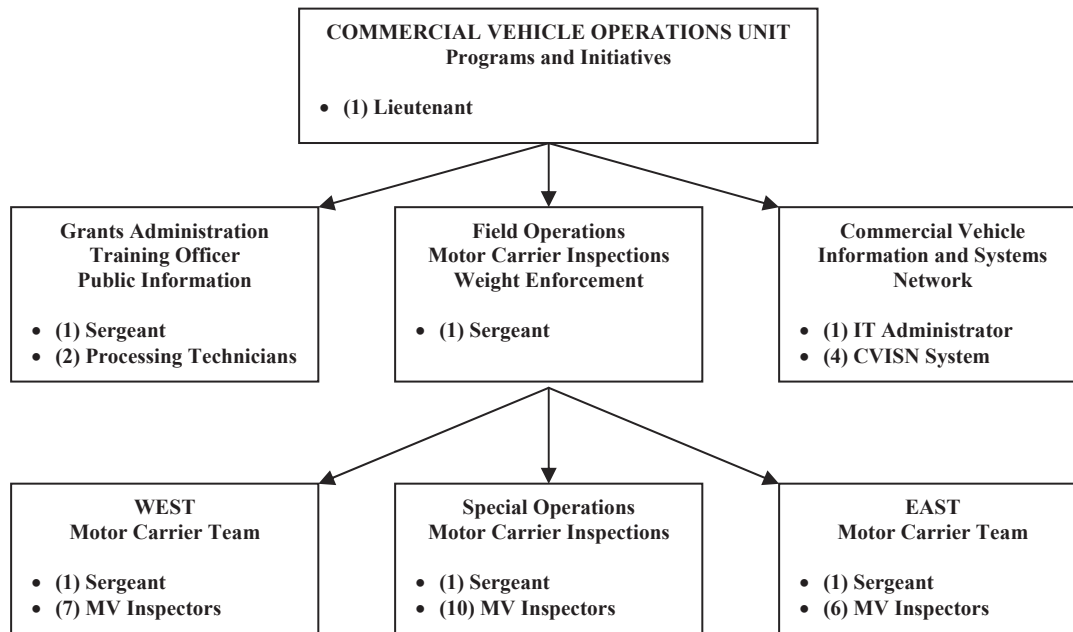 COMMERCIAL VEHICLE OPERATIONS UNIT
Programs and Initiatives
• (1) Lieutenant
Grants Administration
Training Officer
Public Information
• (1) Sergeant
• (2) Processing Technicians
Field Operations
Motor Carrier Inspections
Weight Enforcement
• (1) Sergeant
Commercial Vehicle
Information and Systems
Network
• (1) IT Administrator
• (4) CVISN System
WEST
Motor Carrier Team
• (1) Sergeant
• (7) MV Inspectors
Special Operations
Motor Carrier Inspections
• (1) Sergeant
• (10) MV Inspectors
EAST
Motor Carrier Team
• (1) Sergeant
• (6) MV Inspectors